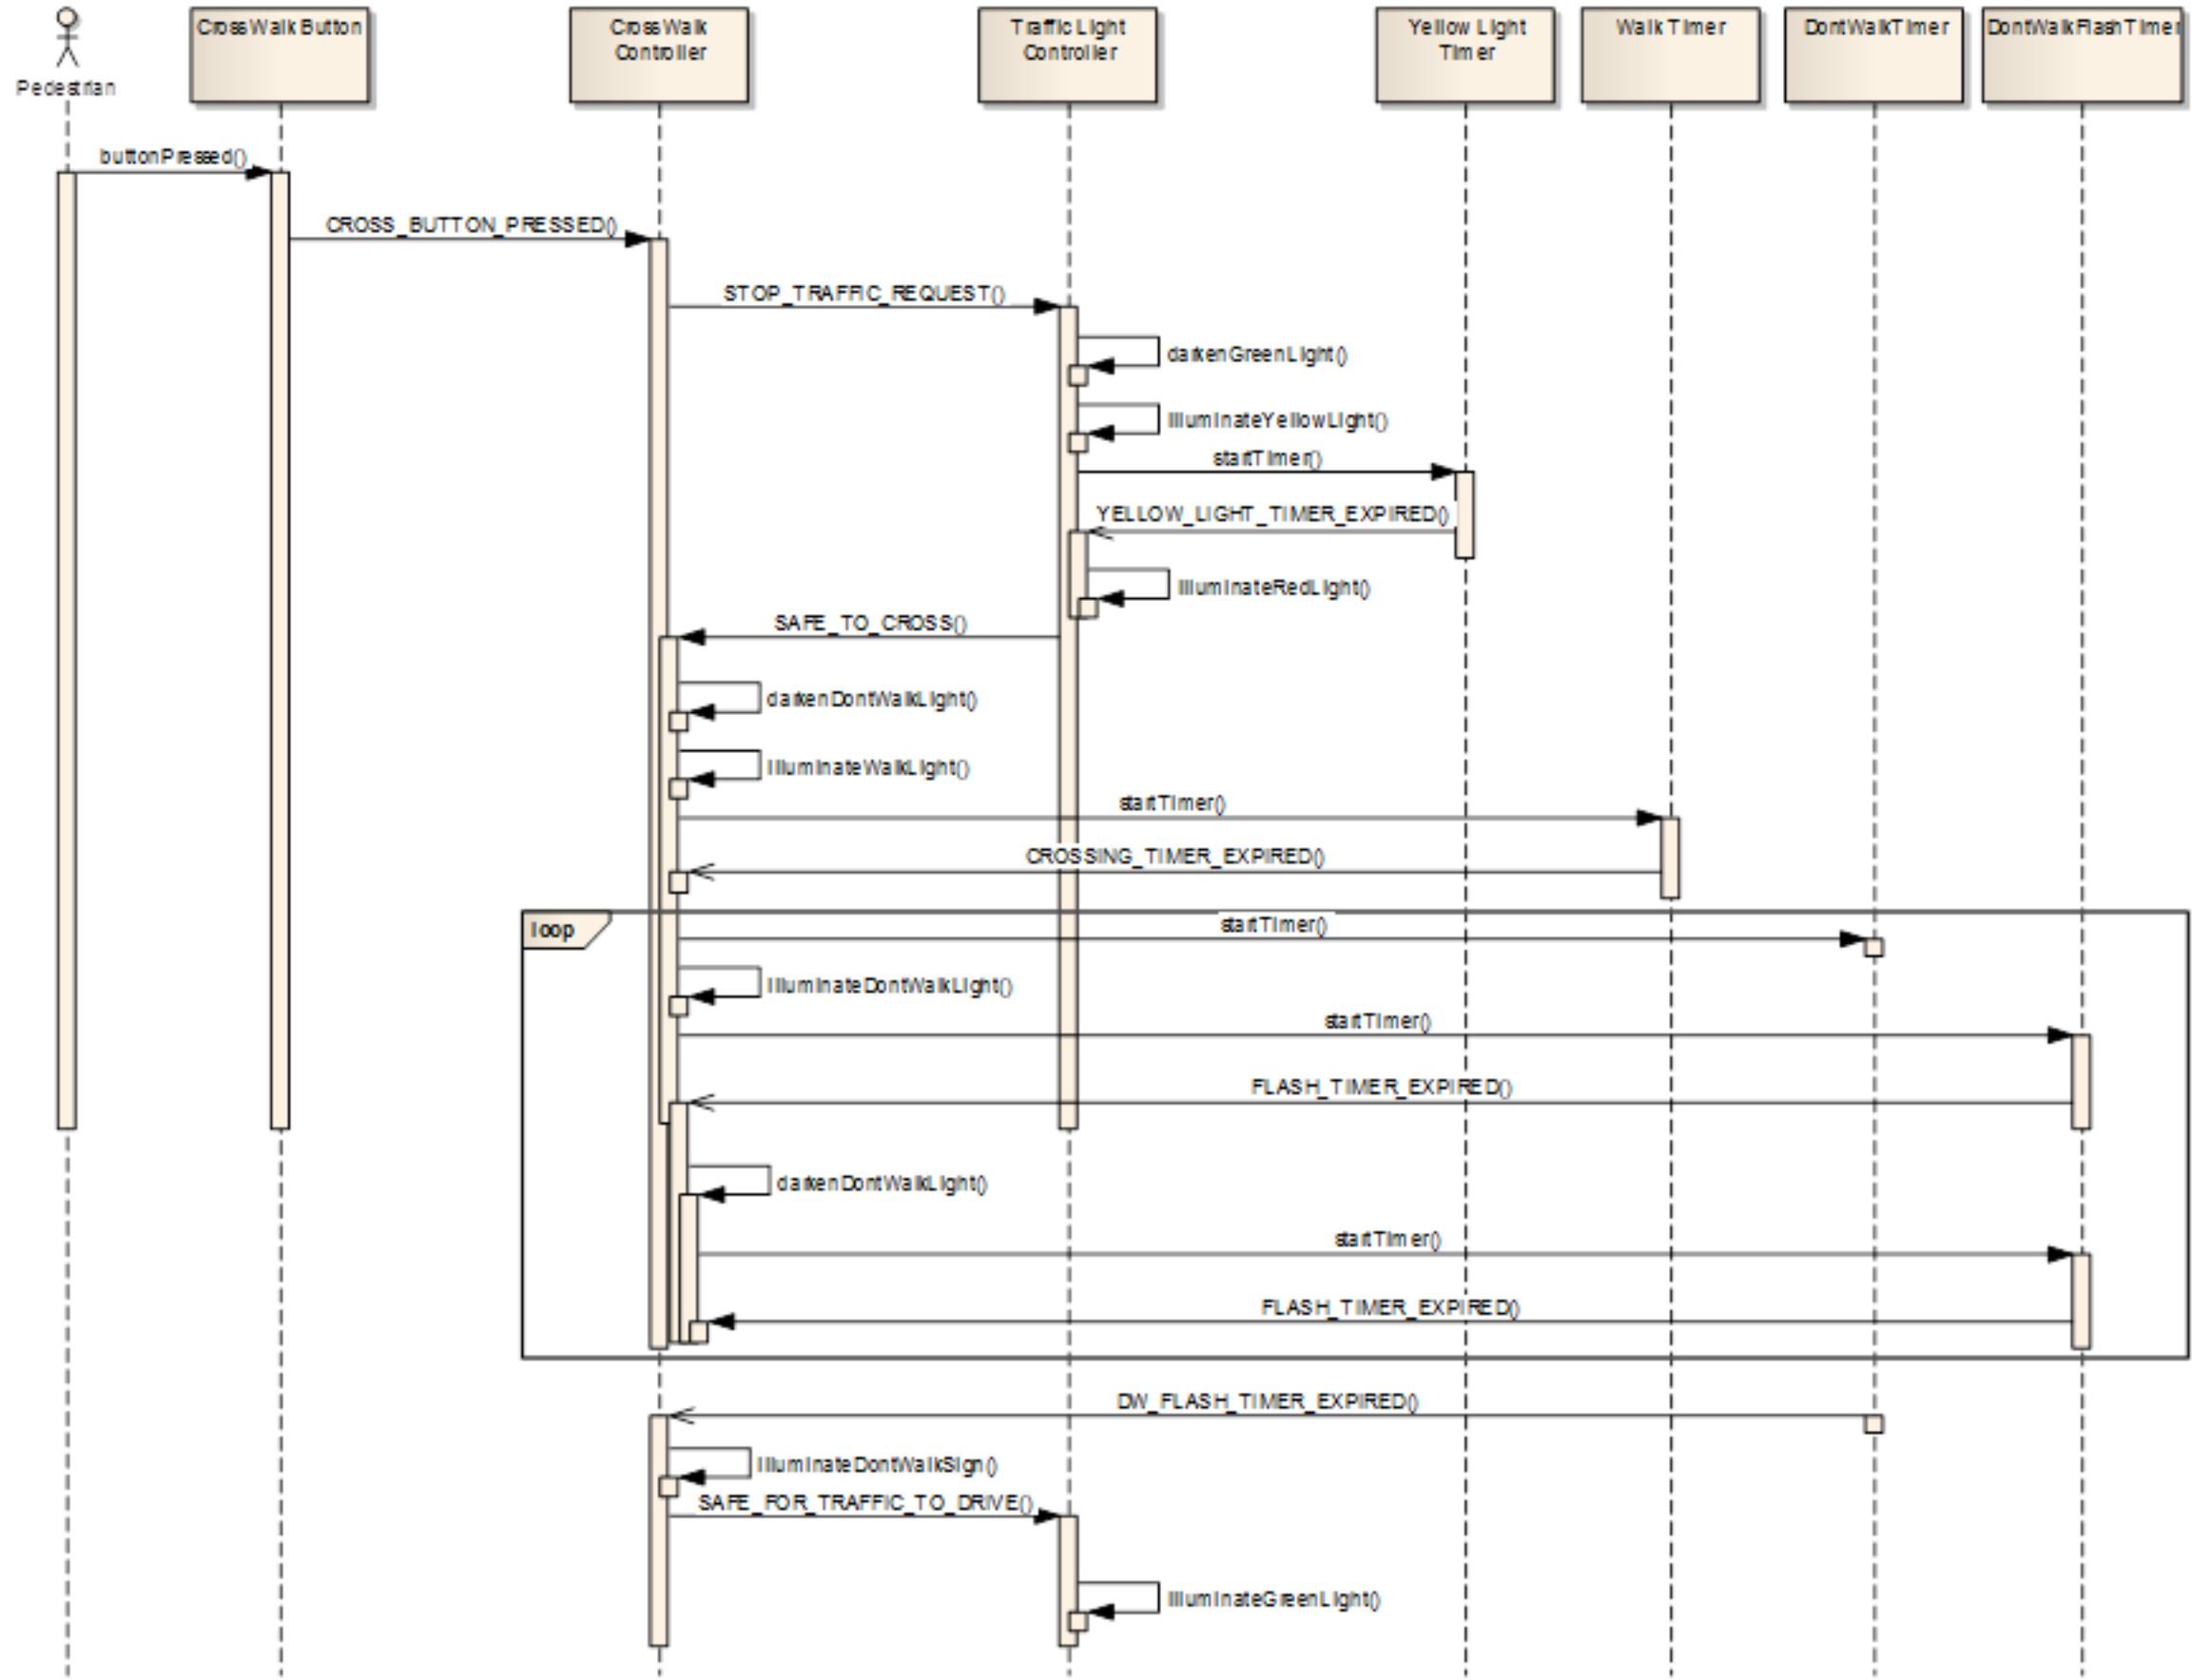 CrossWalk Button
CrossWalk
Controller
Traffic Light
Controller
Yellow Light
Timer
Walk Timer
DontWalkTimer
DontWalkFlashTimer
Pedestrian
buttonPressed()
CROSS_BUTTON_PRESSED()
STOP_TRAFFIC_REQUEST()
darkenGreenLight()
IlluminateYellowLight()
startTimer()
YELLOW_LIGHT_TIMER_EXPIRED()
IlluminateRedLight()
SAFE_TO_CROSS()
darkenDontWalkLight()
IlluminateWalkLight()
startTimer()
CROSSING_TIMER_EXPIRED()
loop
startTimer()
IlluminateDontWalkLight()
startTimer()
FLASH_TIMER_EXPIRED()
darkenDontWalkLight()
startTimer()
FLASH_TIMER_EXPIRED()
DW_FLASH_TIMER_EXPIRED()
IlluminateDontWalkSign()
SAFE_FOR_TRAFFIC_TO_DRIVE()
IlluminateGreenLight()